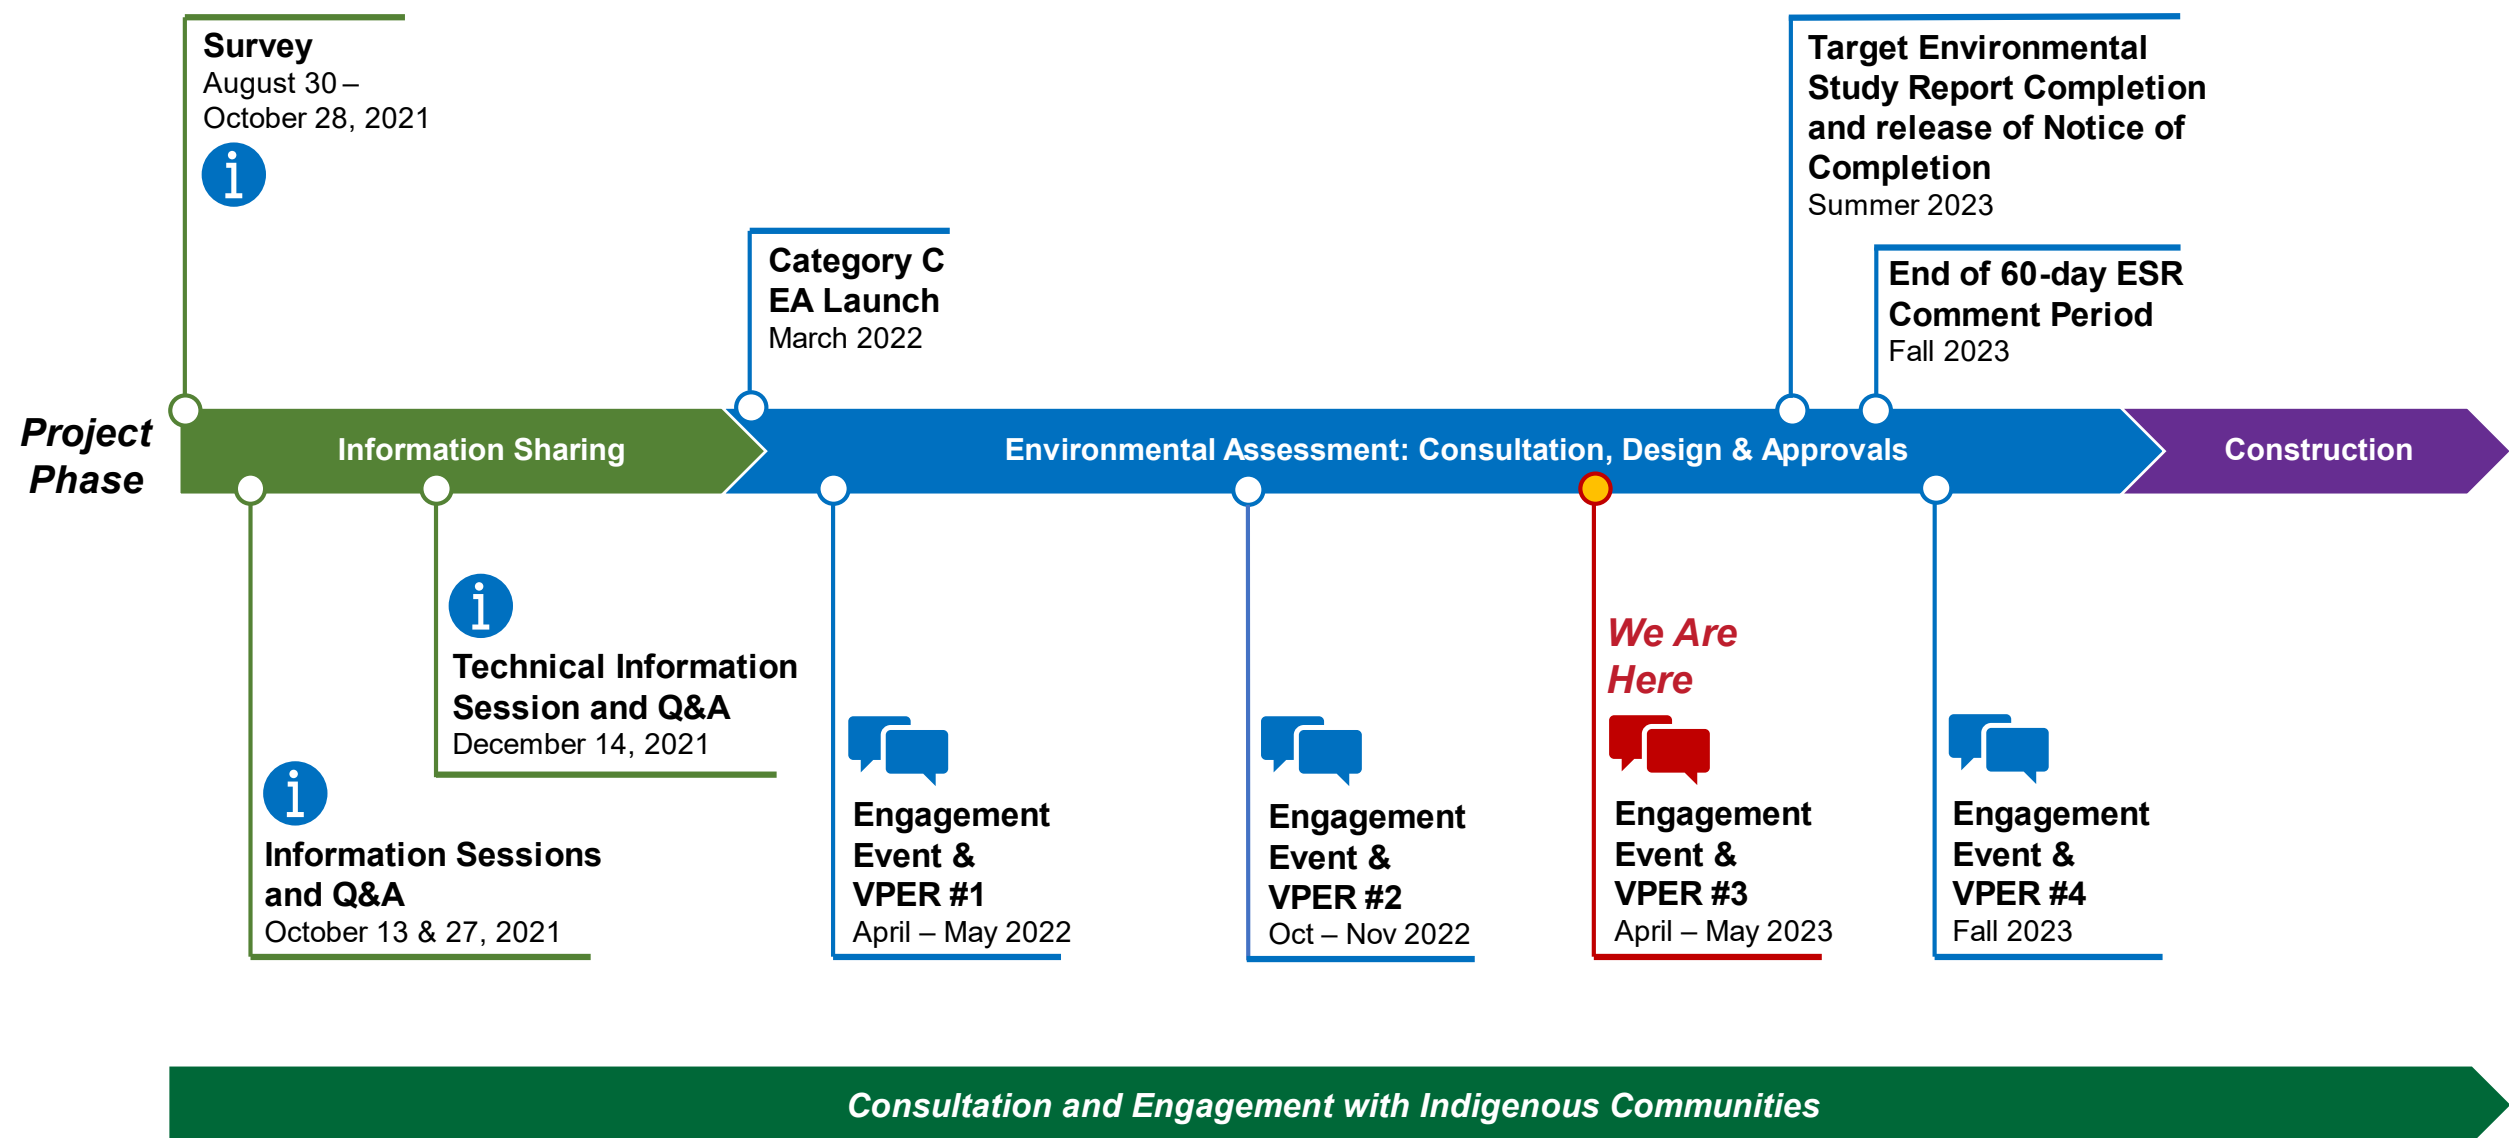 Survey
August 30 –
October 28, 2021
i
Target Environmental
Study Report Completion
and release of Notice of
Completion
Summer 2023
Category C
EA Launch
March 2022
End of 60-day ESR
Comment Period
Fall 2023
Project
Phase
Information Sharing
Environmental Assessment: Consultation, Design & Approvals
Construction
i
Technical Information
Session and Q&A
December 14, 2021
i
Information Sessions
and Q&A
October 13 & 27, 2021
Engagement
Event &
VPER #1
April – May 2022
Engagement
Event &
VPER #2
Oct – Nov 2022
We Are
Here
Engagement
Event &
VPER #3
April – May 2023
Engagement
Event &
VPER #4
Fall 2023
Consultation and Engagement with Indigenous Communities